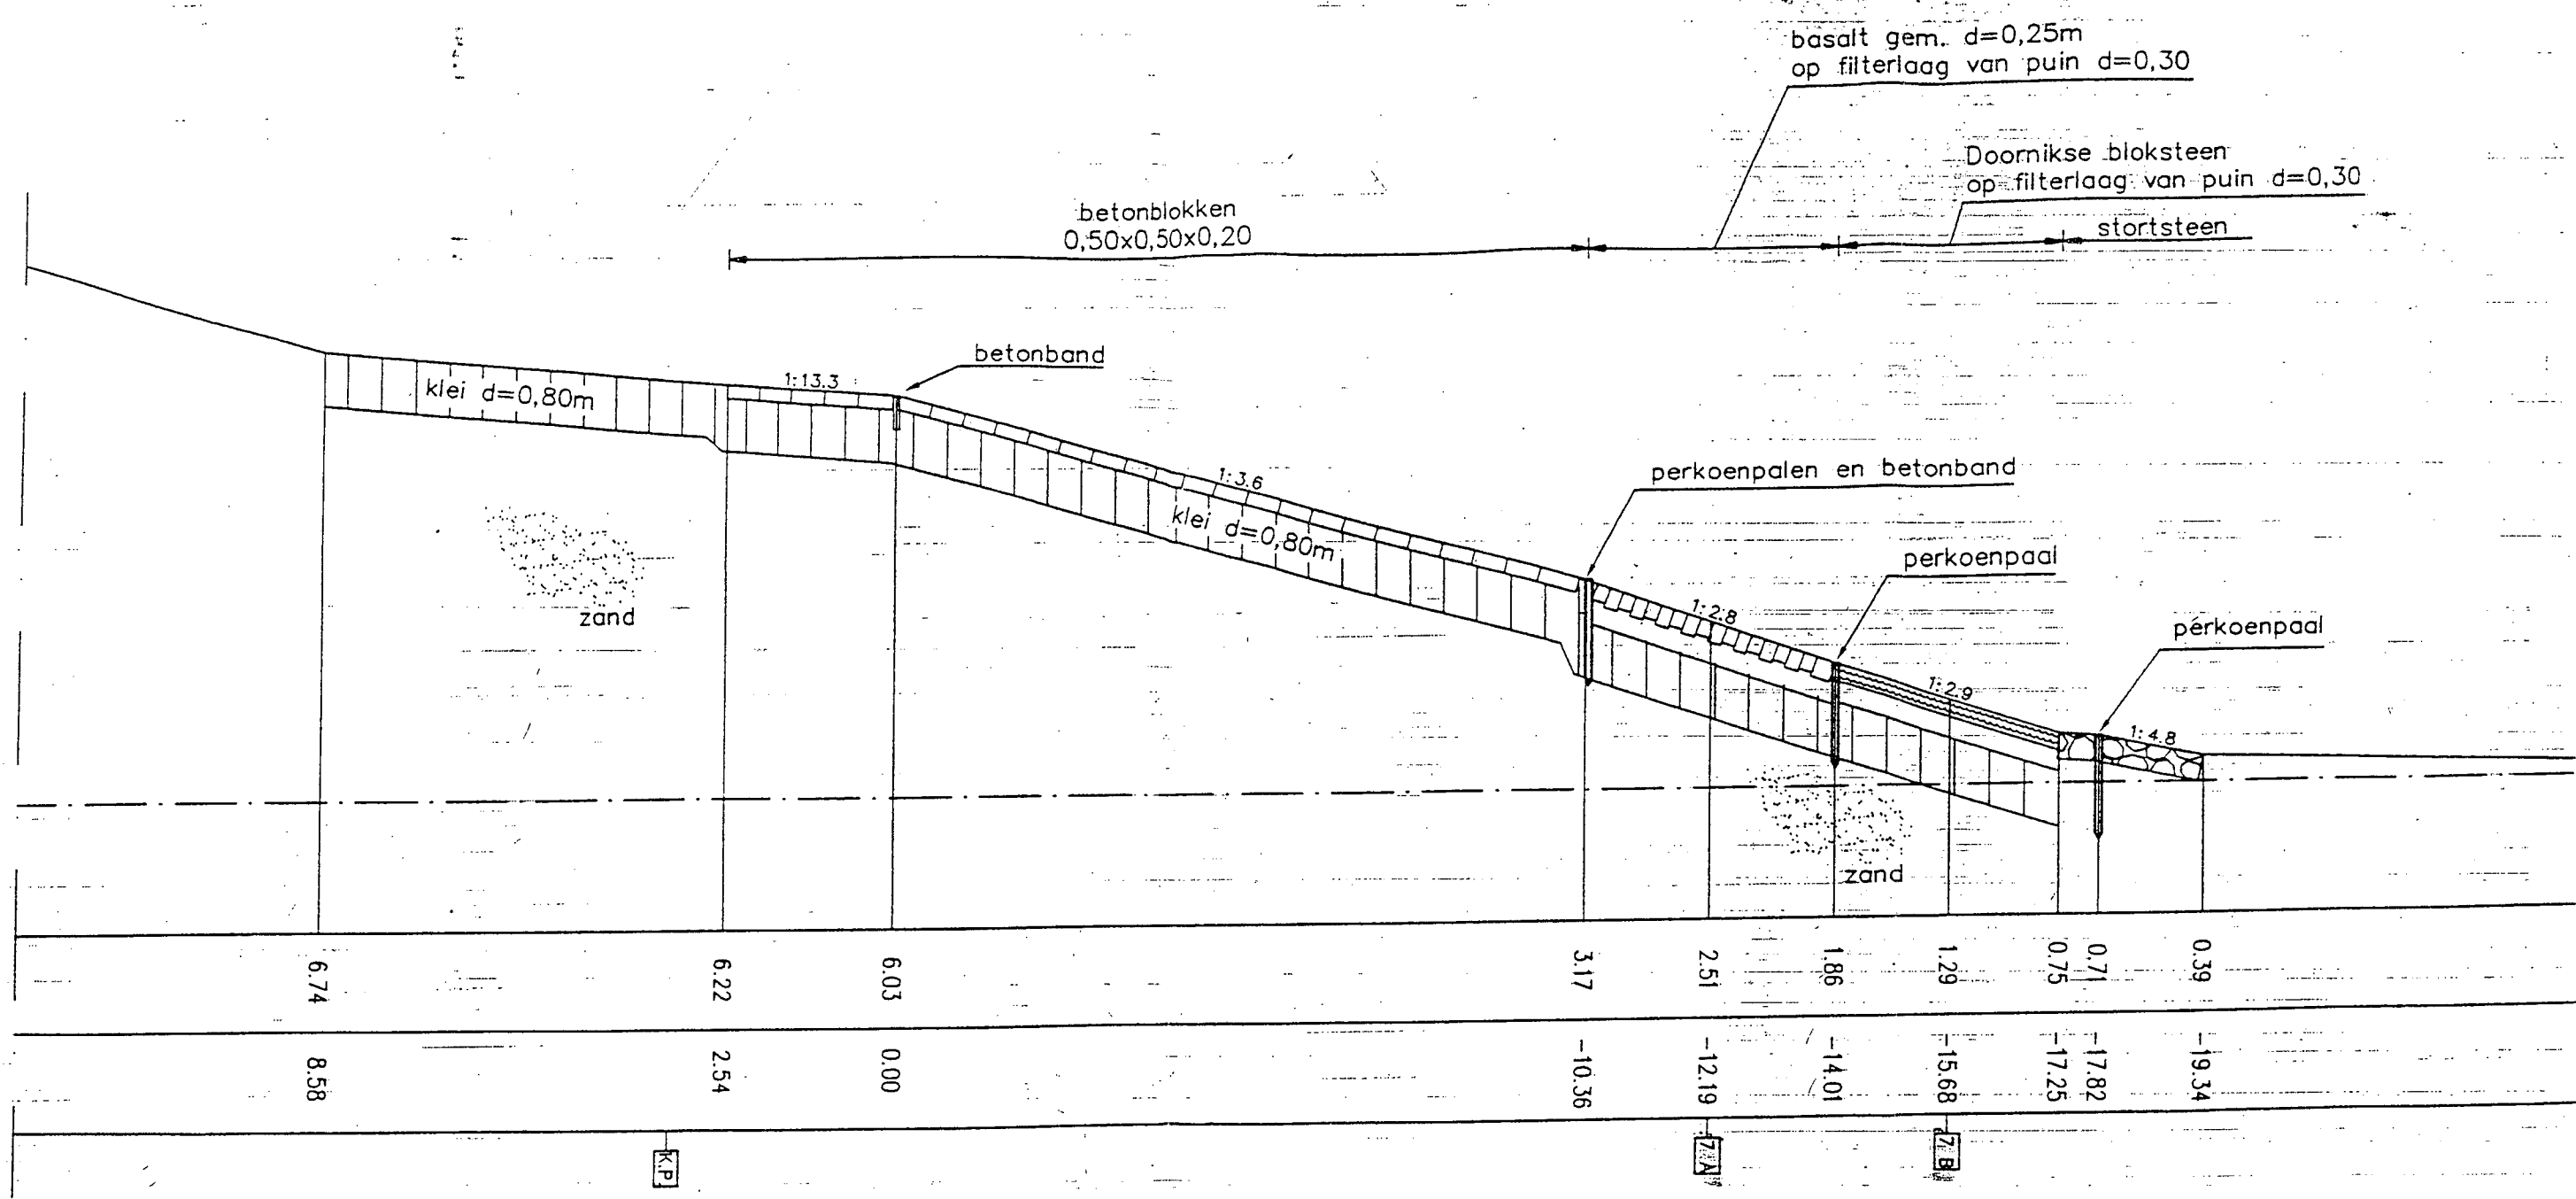 basalt gem. d=0,25m
op filterlaag van puin d=0,30
Doornikse bloksteen
op filterlaag van puin d=0,30
stortsteen
betonblokken
0,50x0,50x0,20
betonband
1:13.3
klei d=0,80m
1:3.6
klei d=0,80m
perkoenpalen en betonband
1:2.8
perkoenpaal
1:2.9
perkoenpaal
1:4.8
zand
zand
6.74 6.22 6.03 3.17 2.51 1.86 1.29 0.75 0.71 0.39
8.58 2.54 0.00 -10.36 -12.19 -14.01 -15.68 -17.25 -17.82 -19.34
K.P. 7A 7B